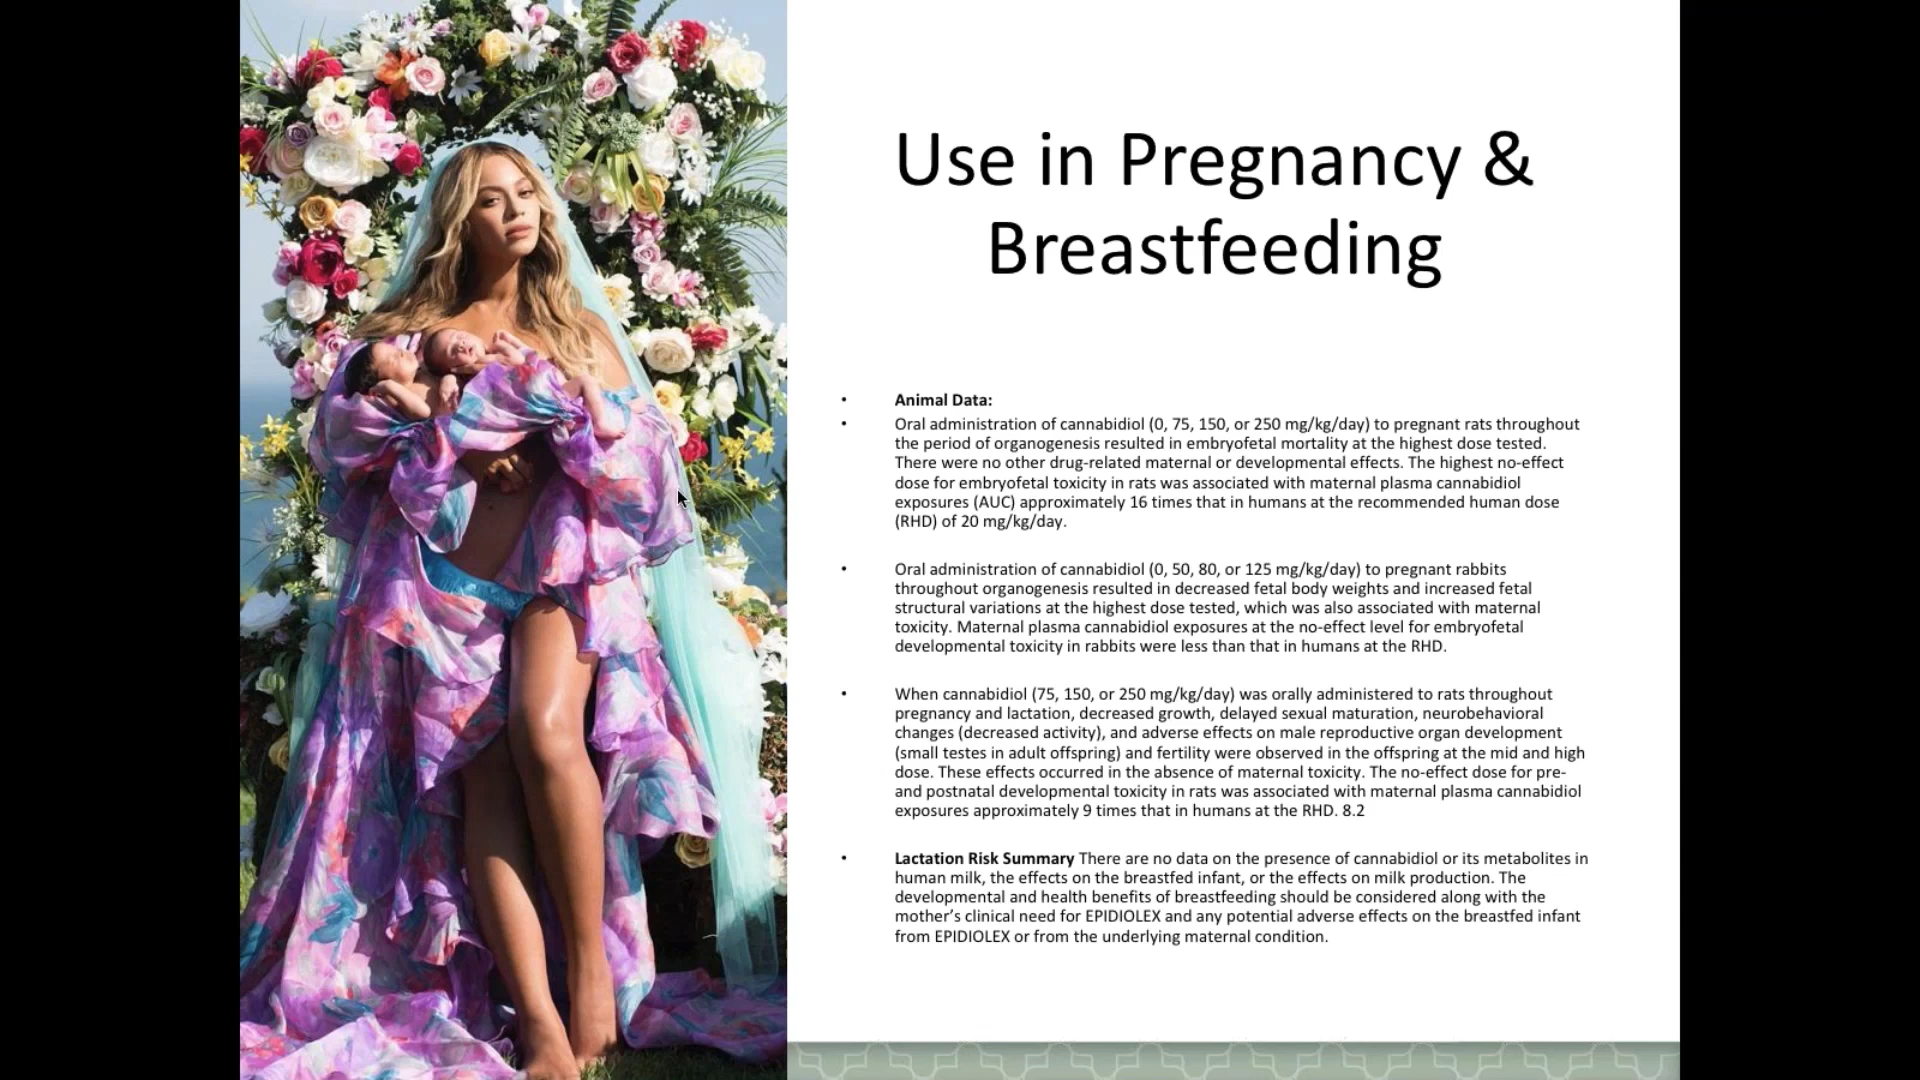 Use in Pregnancy &
Breastfeeding
• Animal Data:
• Oral administration of cannabidiol (0, 75, 150, or 250 mg/kg/day) to pregnant rats throughout
the period of organogenesis resulted in embryofetal mortality at the highest dose tested.
There were no other drug-related maternal or developmental effects. The highest no-effect
dose for embryofetal toxicity in rats was associated with maternal plasma cannabidiol
exposures (AUC) approximately 16 times that in humans at the recommended human dose
(RHD) of 20 mg/kg/day.
• Oral administration of cannabidiol (0, 50, 80, or 125 mg/kg/day) to pregnant rabbits
throughout organogenesis resulted in decreased fetal body weights and increased fetal
structural variations at the highest dose tested, which was also associated with maternal
toxicity. Maternal plasma cannabidiol exposures at the no-effect level for embryofetal
developmental toxicity in rabbits were less than that in humans at the RHD.
• When cannabidiol (75, 150, or 250 mg/kg/day) was orally administered to rats throughout
pregnancy and lactation, decreased growth, delayed sexual maturation, neurobehavioral
changes (decreased activity), and adverse effects on male reproductive organ development
(small testes in adult offspring) and fertility were observed in the offspring at the mid and high
dose. These effects occurred in the absence of maternal toxicity. The no-effect dose for pre-
and postnatal developmental toxicity in rats was associated with maternal plasma cannabidiol
exposures approximately 9 times that in humans at the RHD. 8.2
• Lactation Risk Summary There are no data on the presence of cannabidiol or its metabolites in
human milk, the effects on the breastfed infant, or the effects on milk production. The
developmental and health benefits of breastfeeding should be considered along with the
mother’s clinical need for EPIDIOLEX and any potential adverse effects on the breastfed infant
from EPIDIOLEX or from the underlying maternal condition.